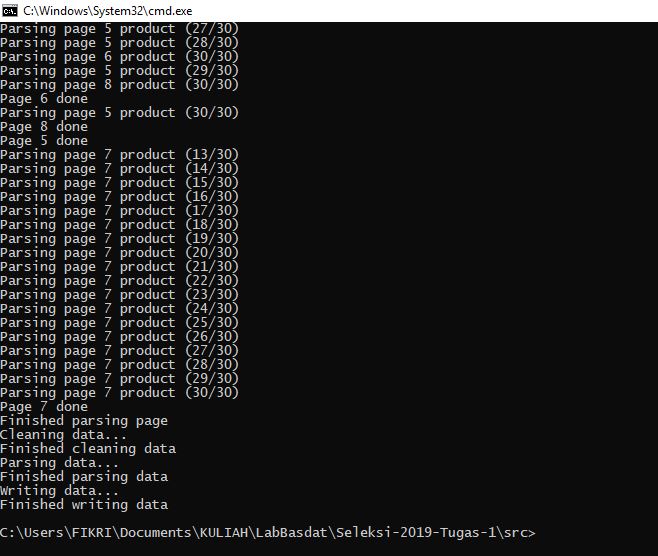 C:\Windows\System32\cmd.exe
Parsing page 5 product (27/30)
Parsing page 5 product (28/30)
Parsing page 6 product (30/30)
Parsing page 5 product (29/30)
Parsing page 8 product (30/30)
Page 6 done
Parsing page 5 product (30/30)
Page 8 done
Page 5 done
Parsing page 7 product (13/30)
Parsing page 7 product (14/30)
Parsing page 7 product (15/30)
Parsing page 7 product (16/30)
Parsing page 7 product (17/30)
Parsing page 7 product (18/30)
Parsing page 7 product (19/30)
Parsing page 7 product (20/30)
Parsing page 7 product (21/30)
Parsing page 7 product (22/30)
Parsing page 7 product (23/30)
Parsing page 7 product (24/30)
Parsing page 7 product (25/30)
Parsing page 7 product (26/30)
Parsing page 7 product (27/30)
Parsing page 7 product (28/30)
Parsing page 7 product (29/30)
Parsing page 7 product (30/30)
Page 7 done
Finished parsing page
Cleaning data...
Finished cleaning data
Parsing data...
Finished parsing data
Writing data...
Finished writing data
C:\Users\FIKRI\Documents\KULIAH\LabBasdat\Seleksi-2019-Tugas-1\src>